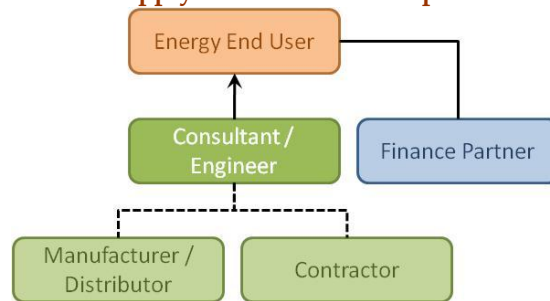 Energy End User
Consultant /
Engineer
Finance Partner
Manufacturer /
Distributor
Contractor